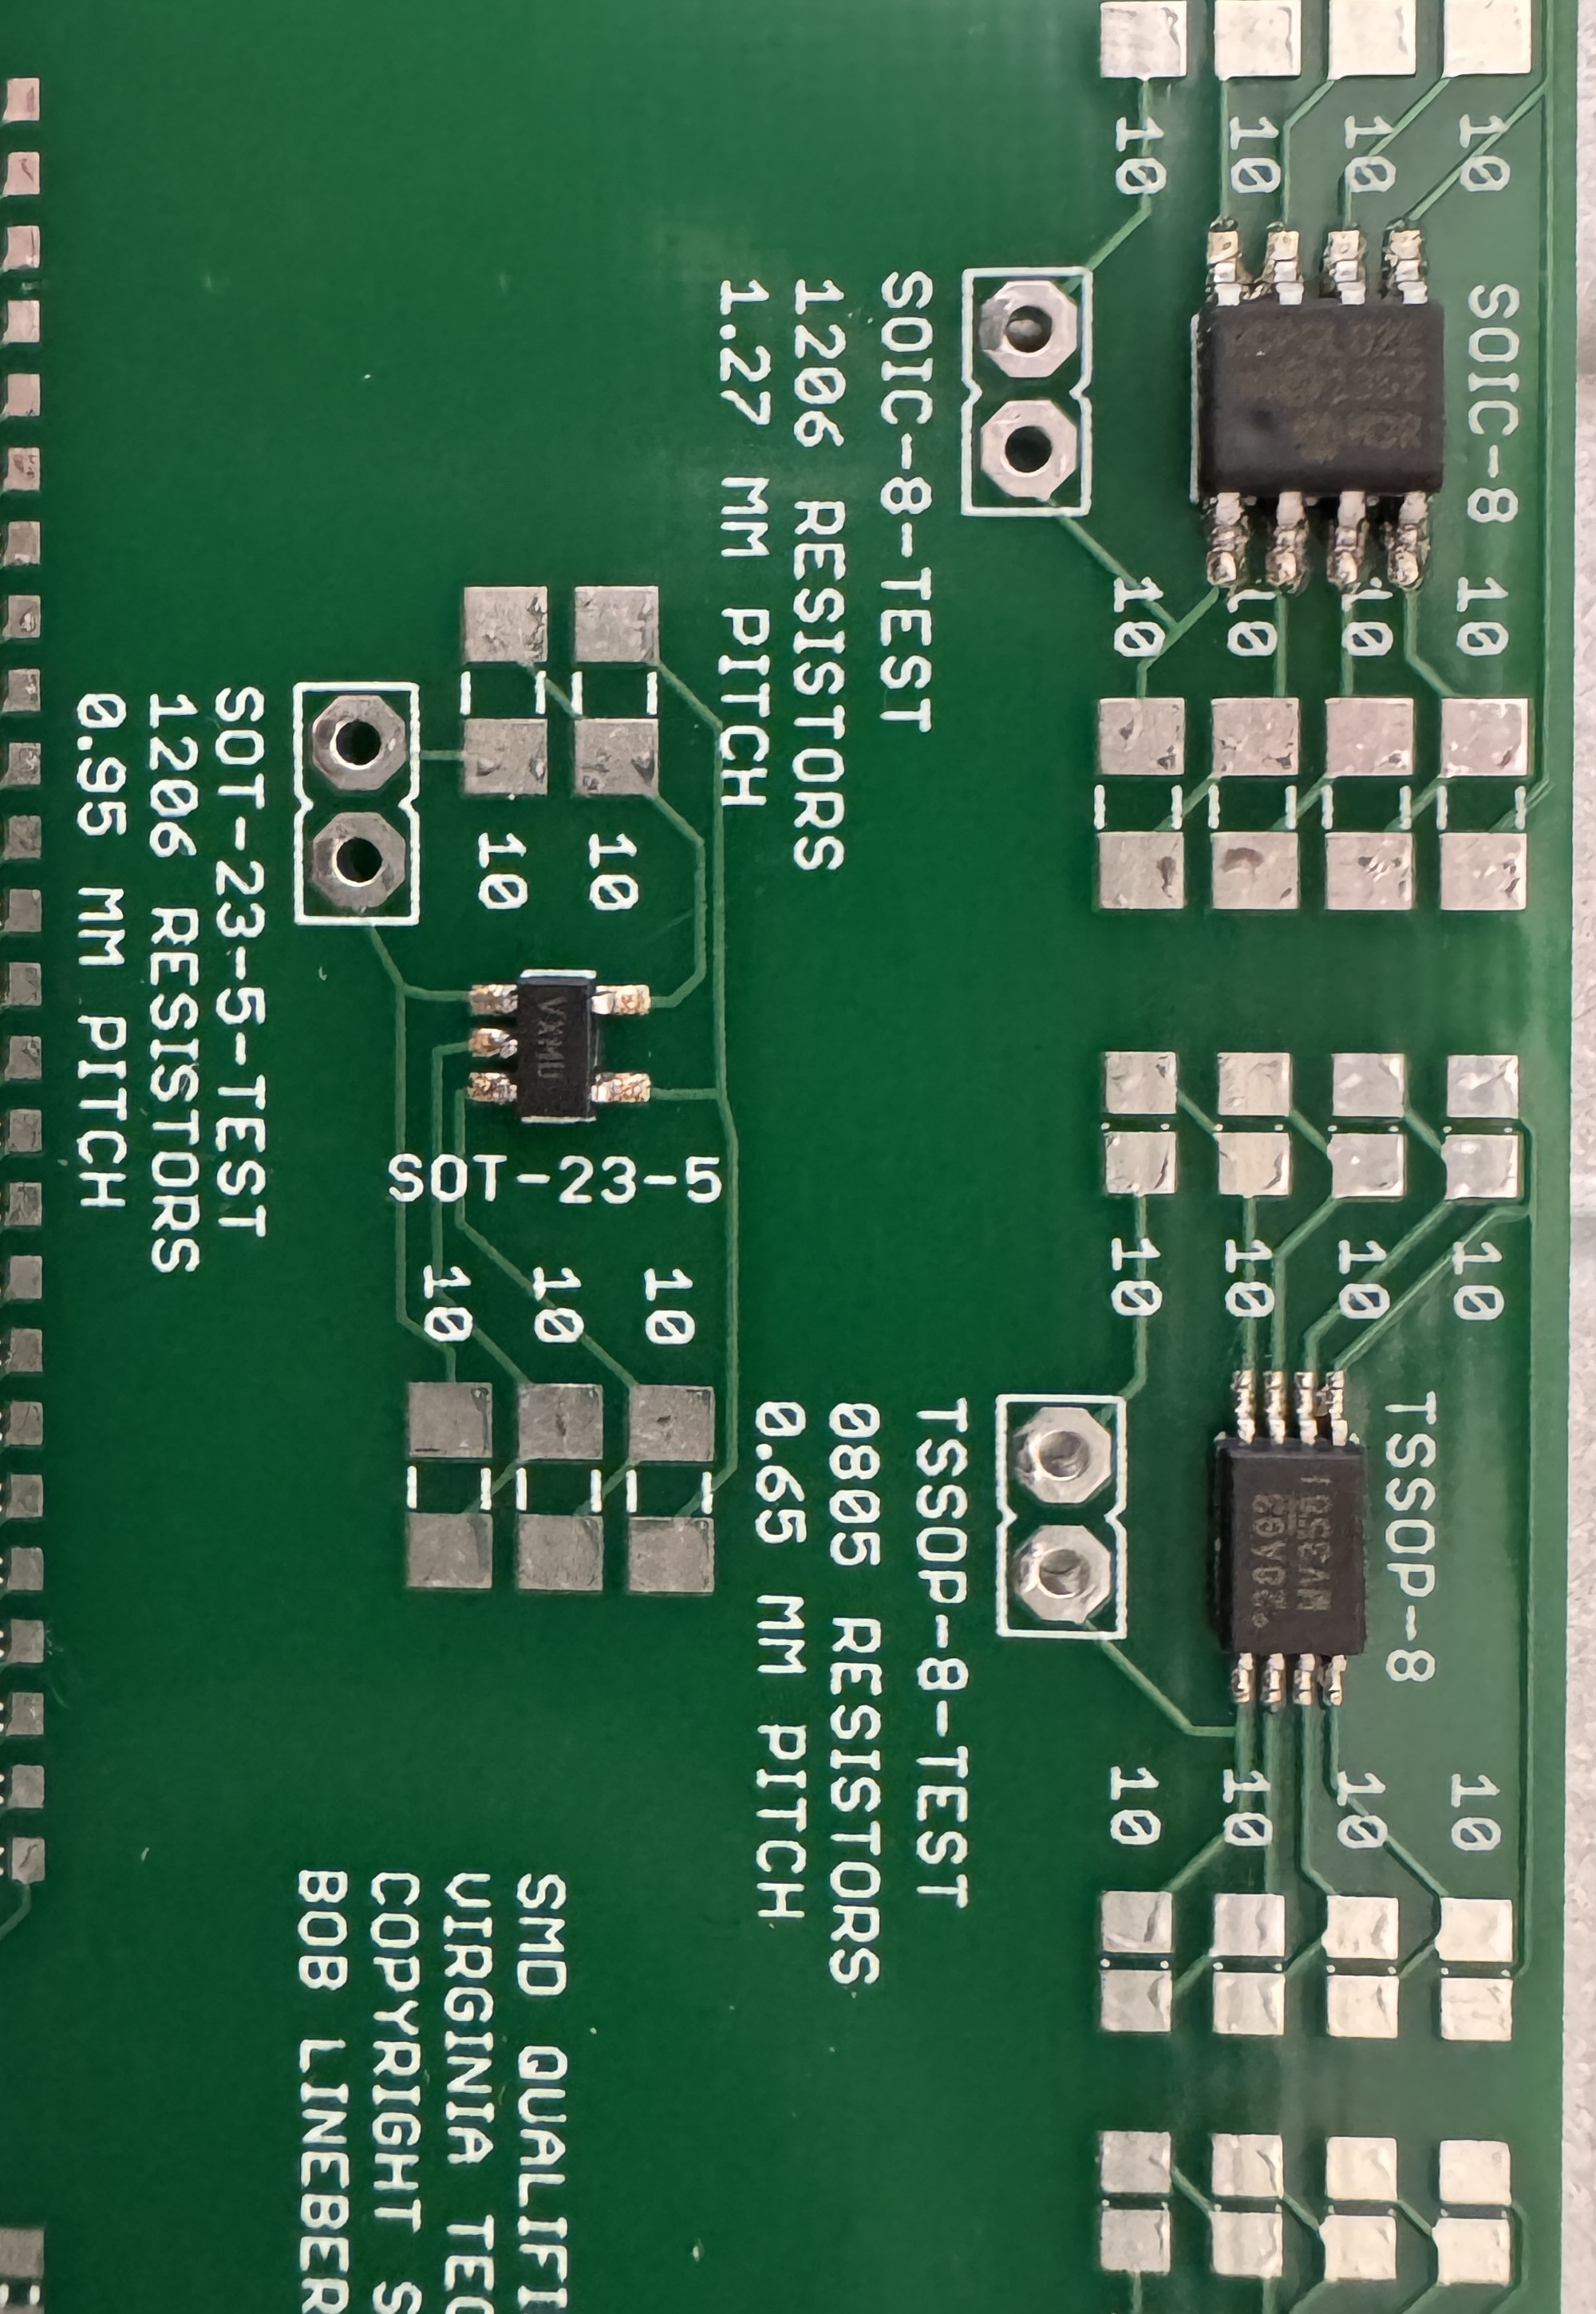 10 10 10 10
SOIC-8
SOIC-8-TEST
1206 RESISTORS
1.27 MM PITCH
10 10 10 10
10 10
SOT-23-5-TEST
1206 RESISTORS
0.95 MM PITCH
VXMU
SOT-23-5
10 10 10
10 10 10 10
TSSOP-8
TSSOP-8-TEST
0805 RESISTORS
0.65 MM PITCH
10 10 10 10
SMD QUALIFI
VIRGINIA TEC
COPYRIGHT S
BOB LINEBER